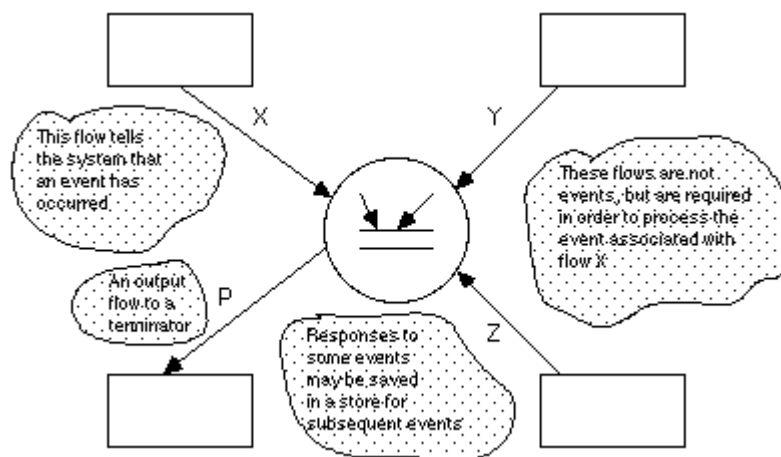 X
Y
This flow tells
the system that
an event has
occurred
These flows are not
events, but are required
in order to process the
event associated with
flow X
An output
flow to a
terminator
P
Z
Responses to
some events
may be saved
in a store for
subsequent events